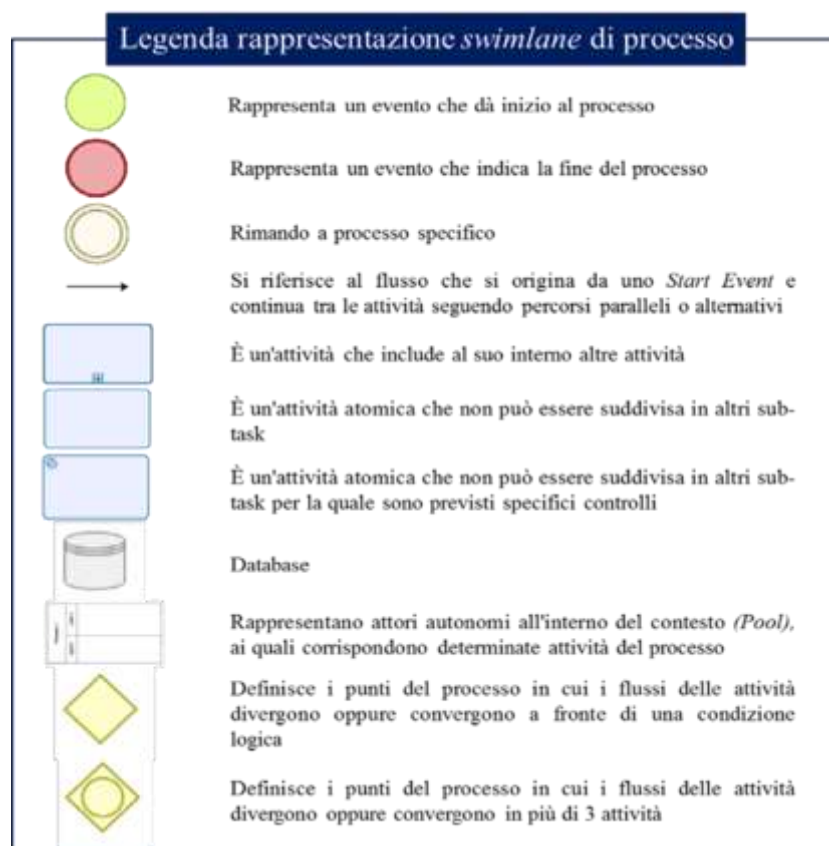 Legenda rappresentazione swimlane di processo
Rappresenta un evento che dà inizio al processo
Rappresenta un evento che indica la fine del processo
Rimando a processo specifico
Si riferisce al flusso che si origina da uno Start Event e
continua tra le attività seguendo percorsi paralleli o alternativi
È un'attività che include al suo interno altre attività
È un'attività atomica che non può essere suddivisa in altri sub-
task
È un'attività atomica che non può essere suddivisa in altri sub-
task per la quale sono previsti specifici controlli
Database
Rappresentano attori autonomi all'interno del contesto (Pool),
ai quali corrispondono determinate attività del processo
Definisce i punti del processo in cui i flussi delle attività
divergono oppure convergono a fronte di una condizione
logica
Definisce i punti del processo in cui i flussi delle attività
divergono oppure convergono in più di 3 attività